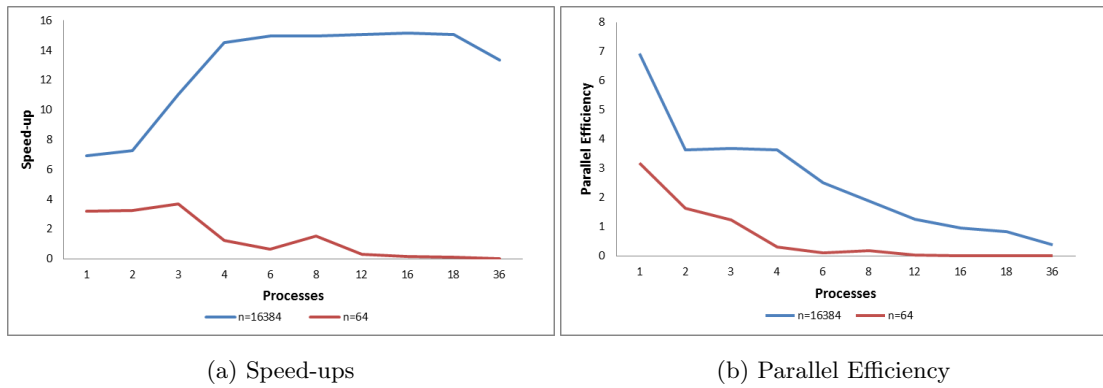 16
14
12
10
8
6
4
2
0
Speed-up
1 2 3 4 6 8 12 16 18 36
Processes
n=16384 n=64
(a) Speed-ups
8
7
6
5
4
3
2
1
0
Parallel Efficiency
1 2 3 4 6 8 12 16 18 36
Processes
n=16384 n=64
(b) Parallel Efficiency